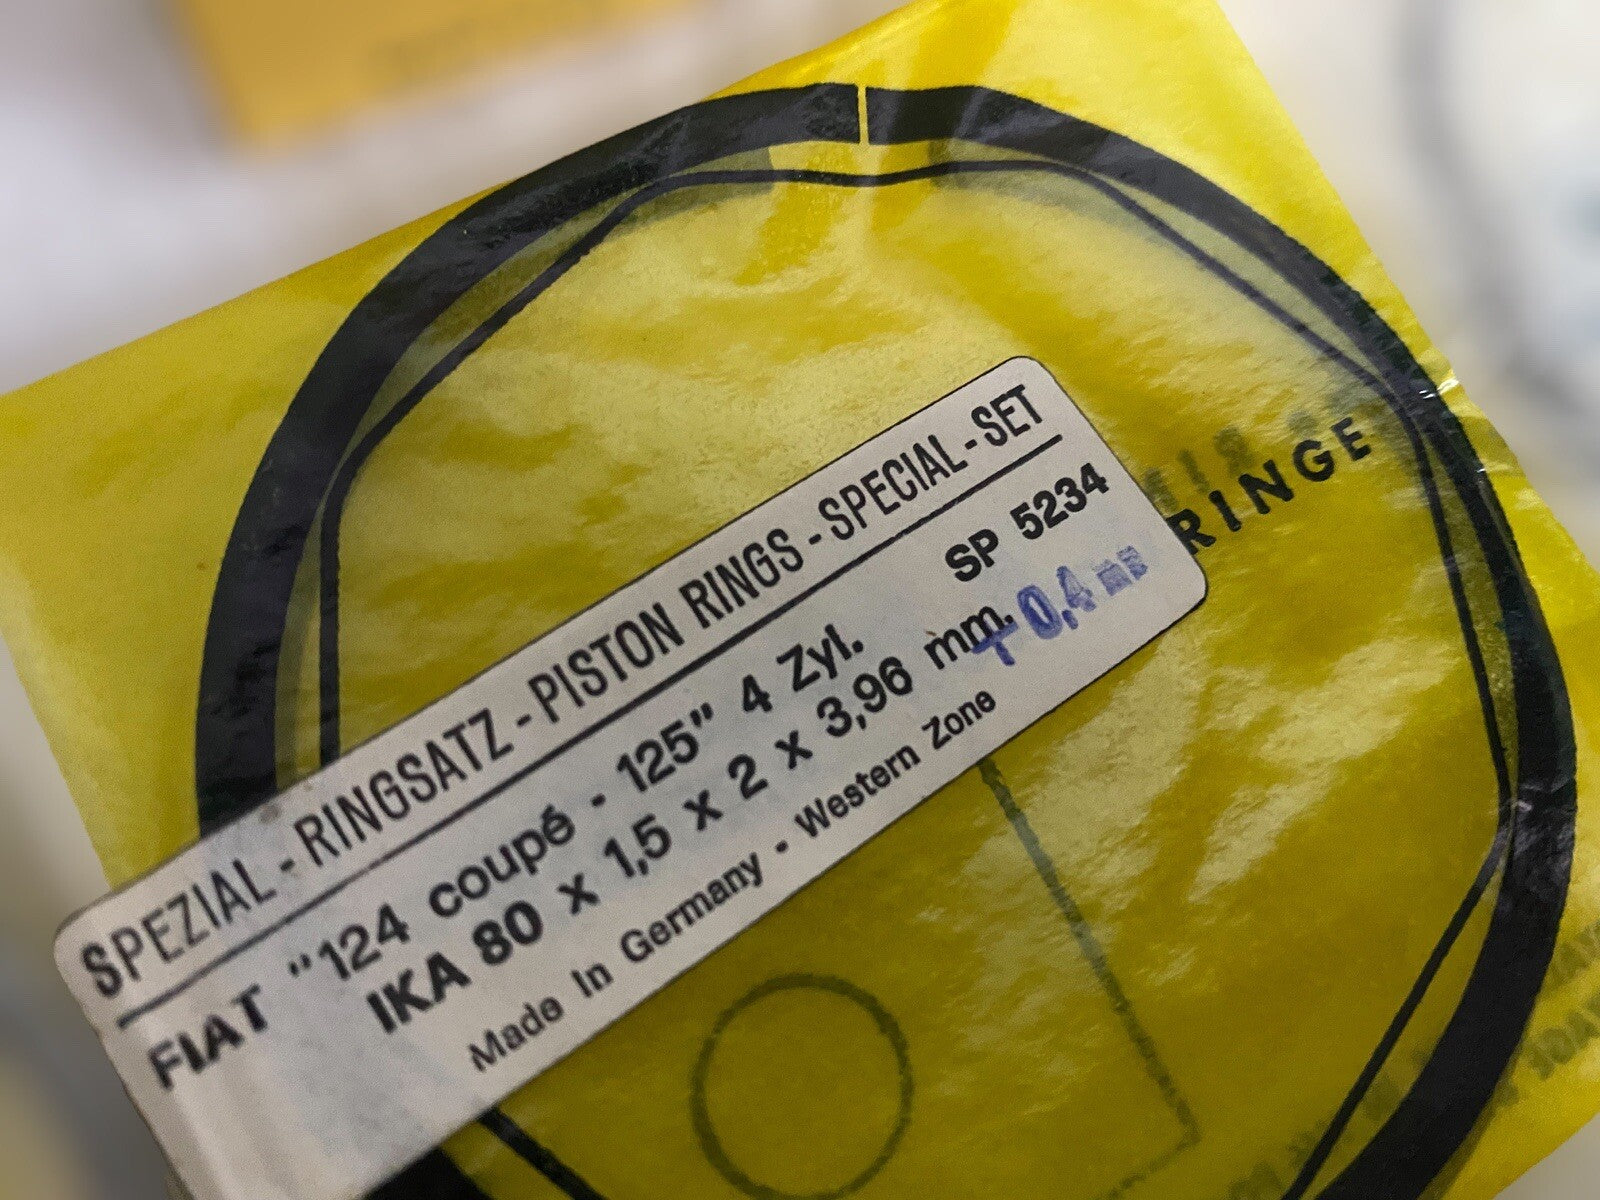 SPEZIAL - RINGSATZ - PISTON RINGS - SPECIAL - SET
SP 5234
FIAT "124 coupé - 125" 4 Zyl.
IKA 80 x 1,5 x 2 x 3,96 mm. + 0,4 mm
Made In Germany - Western Zone
RINGE